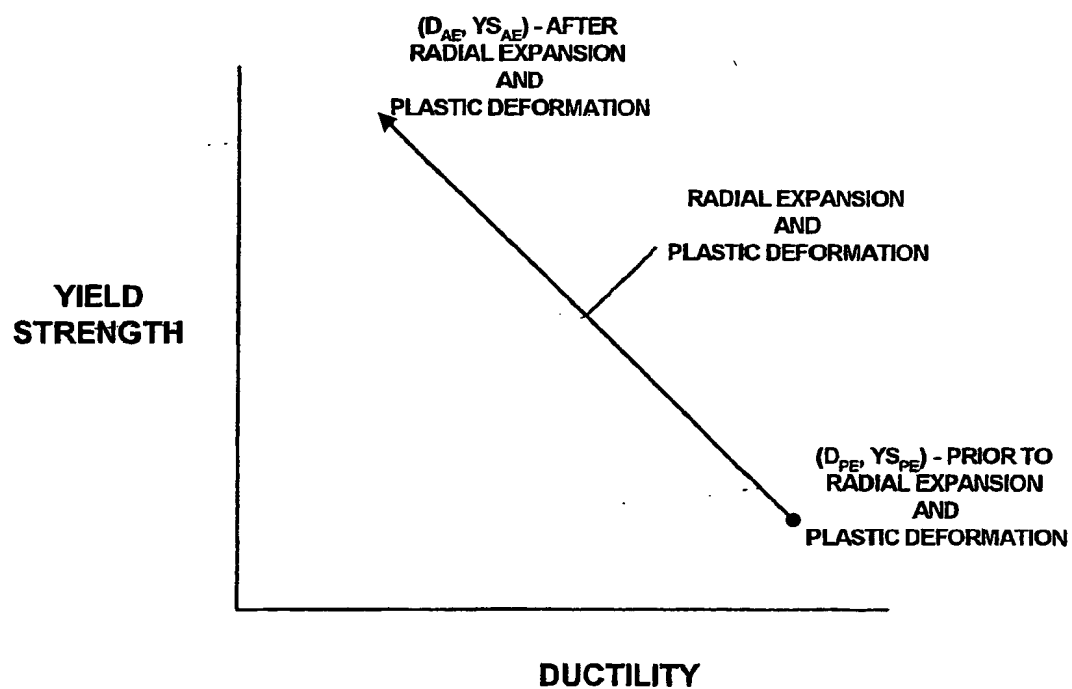 (D_AE, YS_AE) - AFTER
RADIAL EXPANSION
AND
PLASTIC DEFORMATION
RADIAL EXPANSION
AND
PLASTIC DEFORMATION
YIELD
STRENGTH
(D_PE, YS_PE) - PRIOR TO
RADIAL EXPANSION
AND
PLASTIC DEFORMATION
DUCTILITY